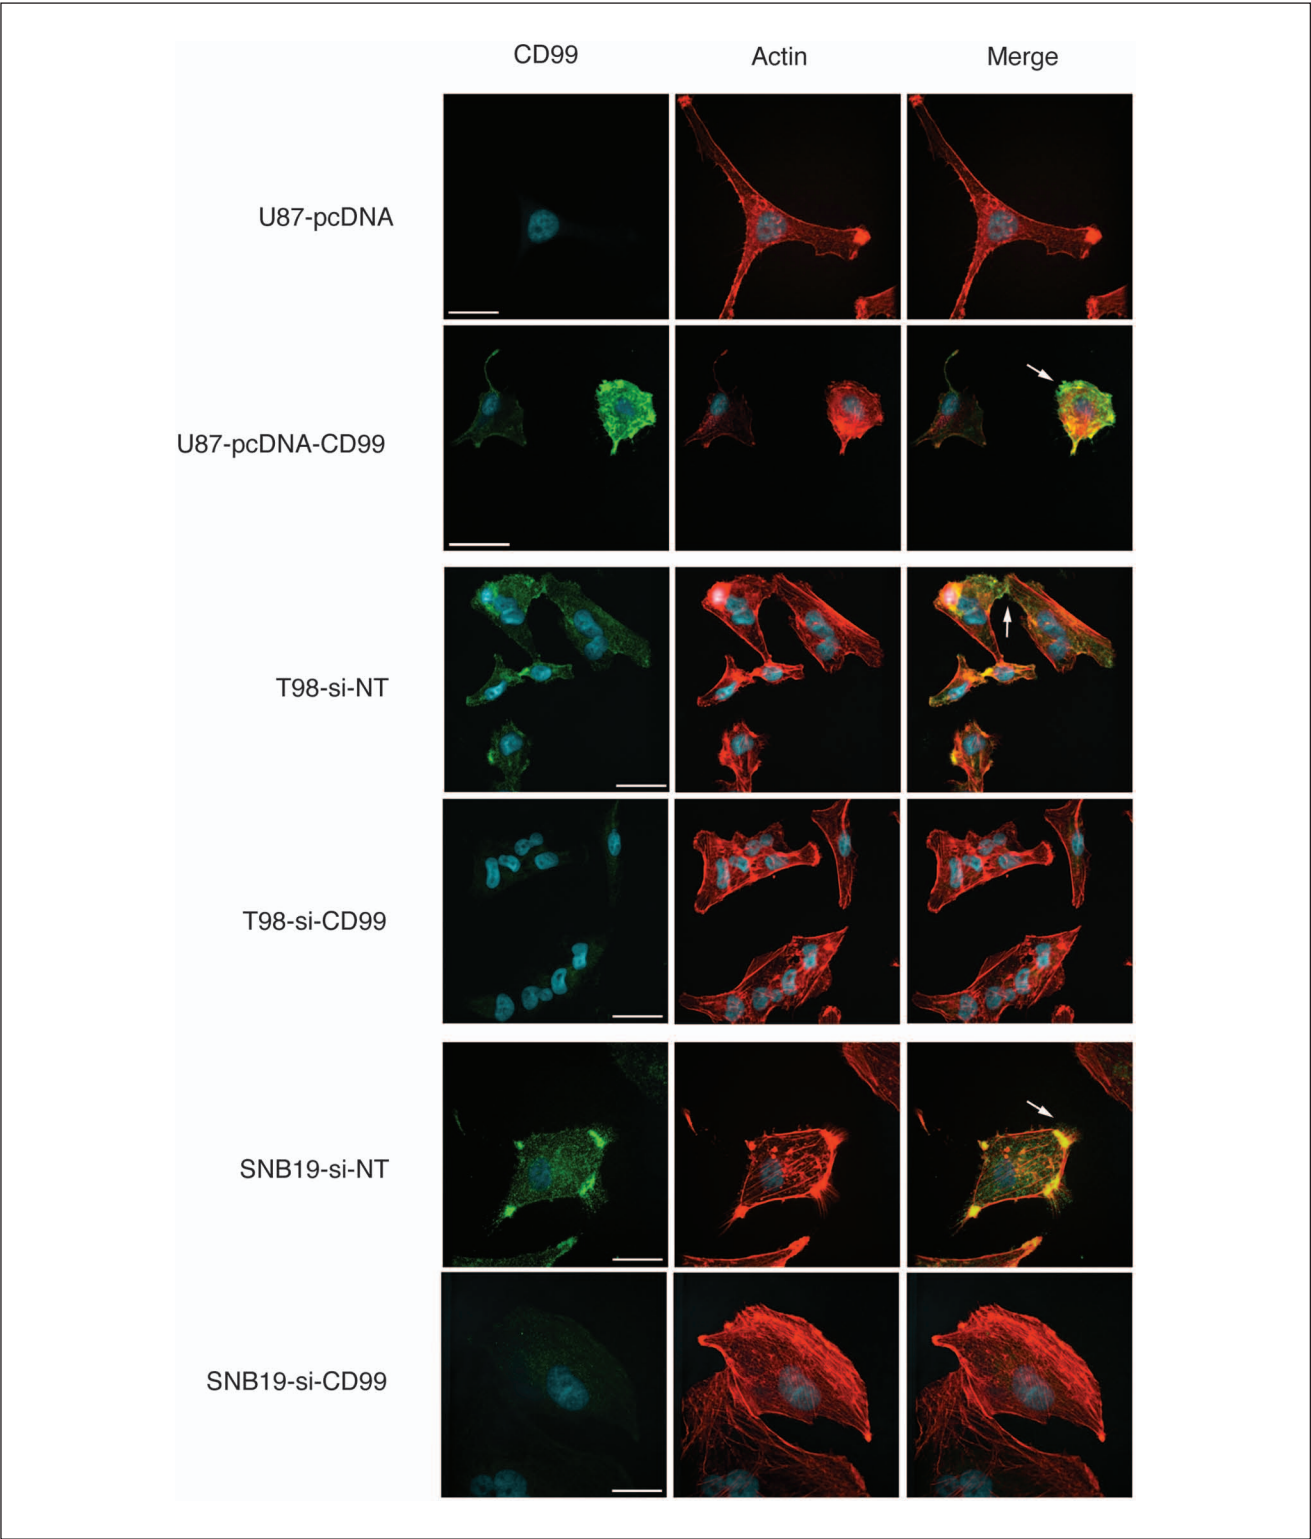 CD99 Actin Merge
U87-pcDNA
U87-pcDNA-CD99
T98-si-NT
T98-si-CD99
SNB19-si-NT
SNB19-si-CD99